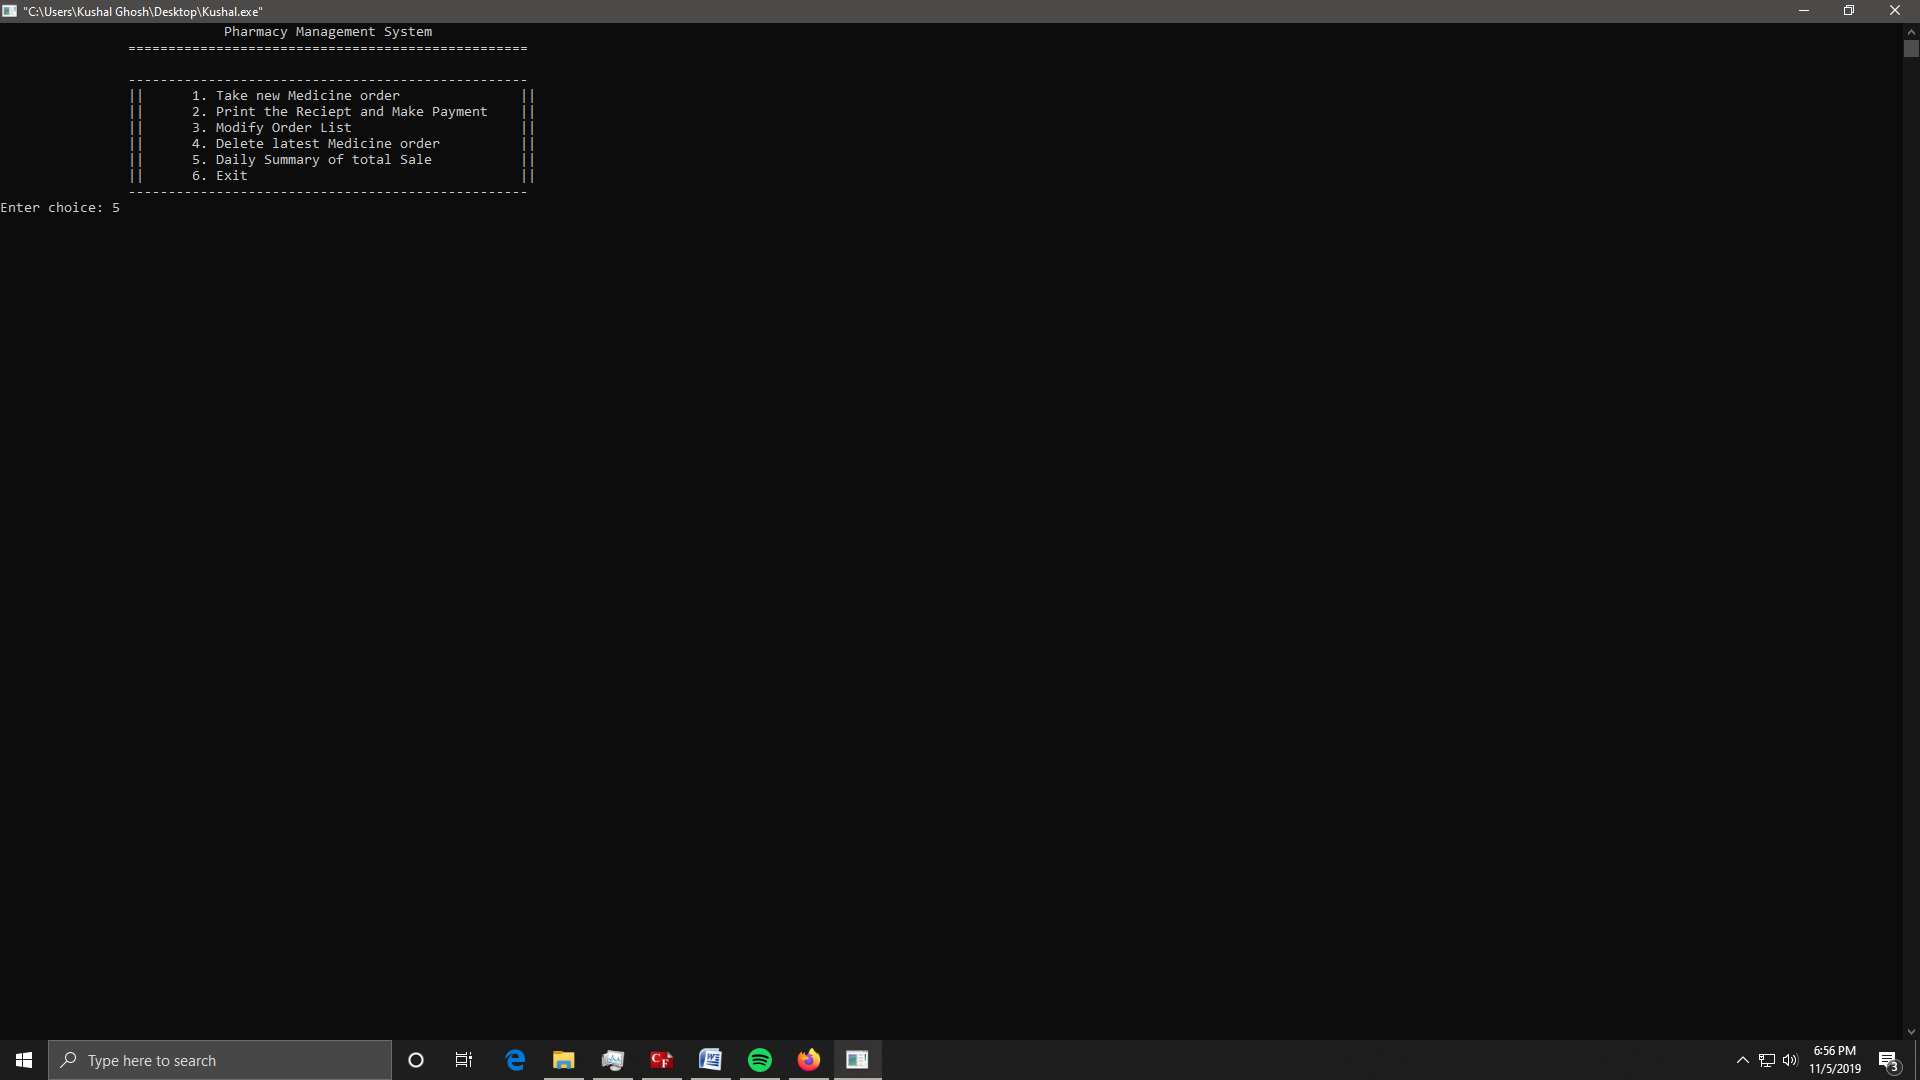 "C:\Users\Kushal Ghosh\Desktop\Kushal.exe"
Pharmacy Management System
==================================================
--------------------------------------------------
|| 1. Take new Medicine order ||
|| 2. Print the Reciept and Make Payment ||
|| 3. Modify Order List ||
|| 4. Delete latest Medicine order ||
|| 5. Daily Summary of total Sale ||
|| 6. Exit ||
--------------------------------------------------
Enter choice: 5
Type here to search
CF
W
6:56 PM
11/5/2019
3